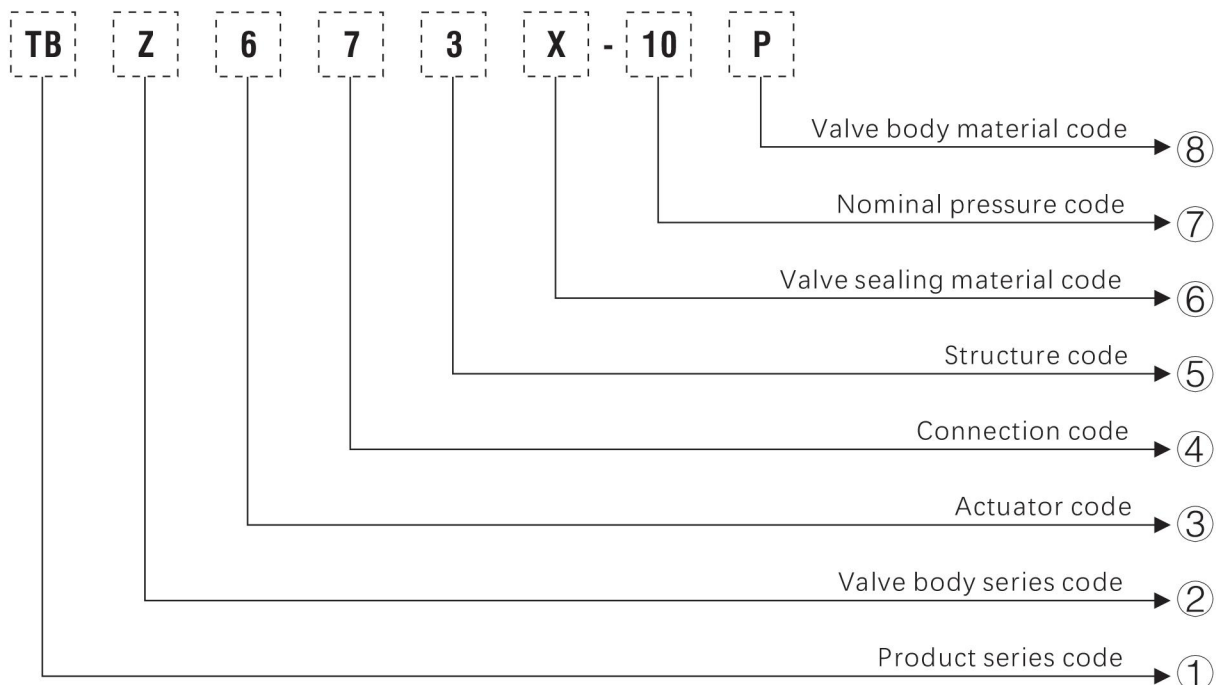 TB Z 6 7 3 X - 10 P
Valve body material code ⑧
Nominal pressure code ⑦
Valve sealing material code ⑥
Structure code ⑤
Connection code ④
Actuator code ③
Valve body series code ②
Product series code ①